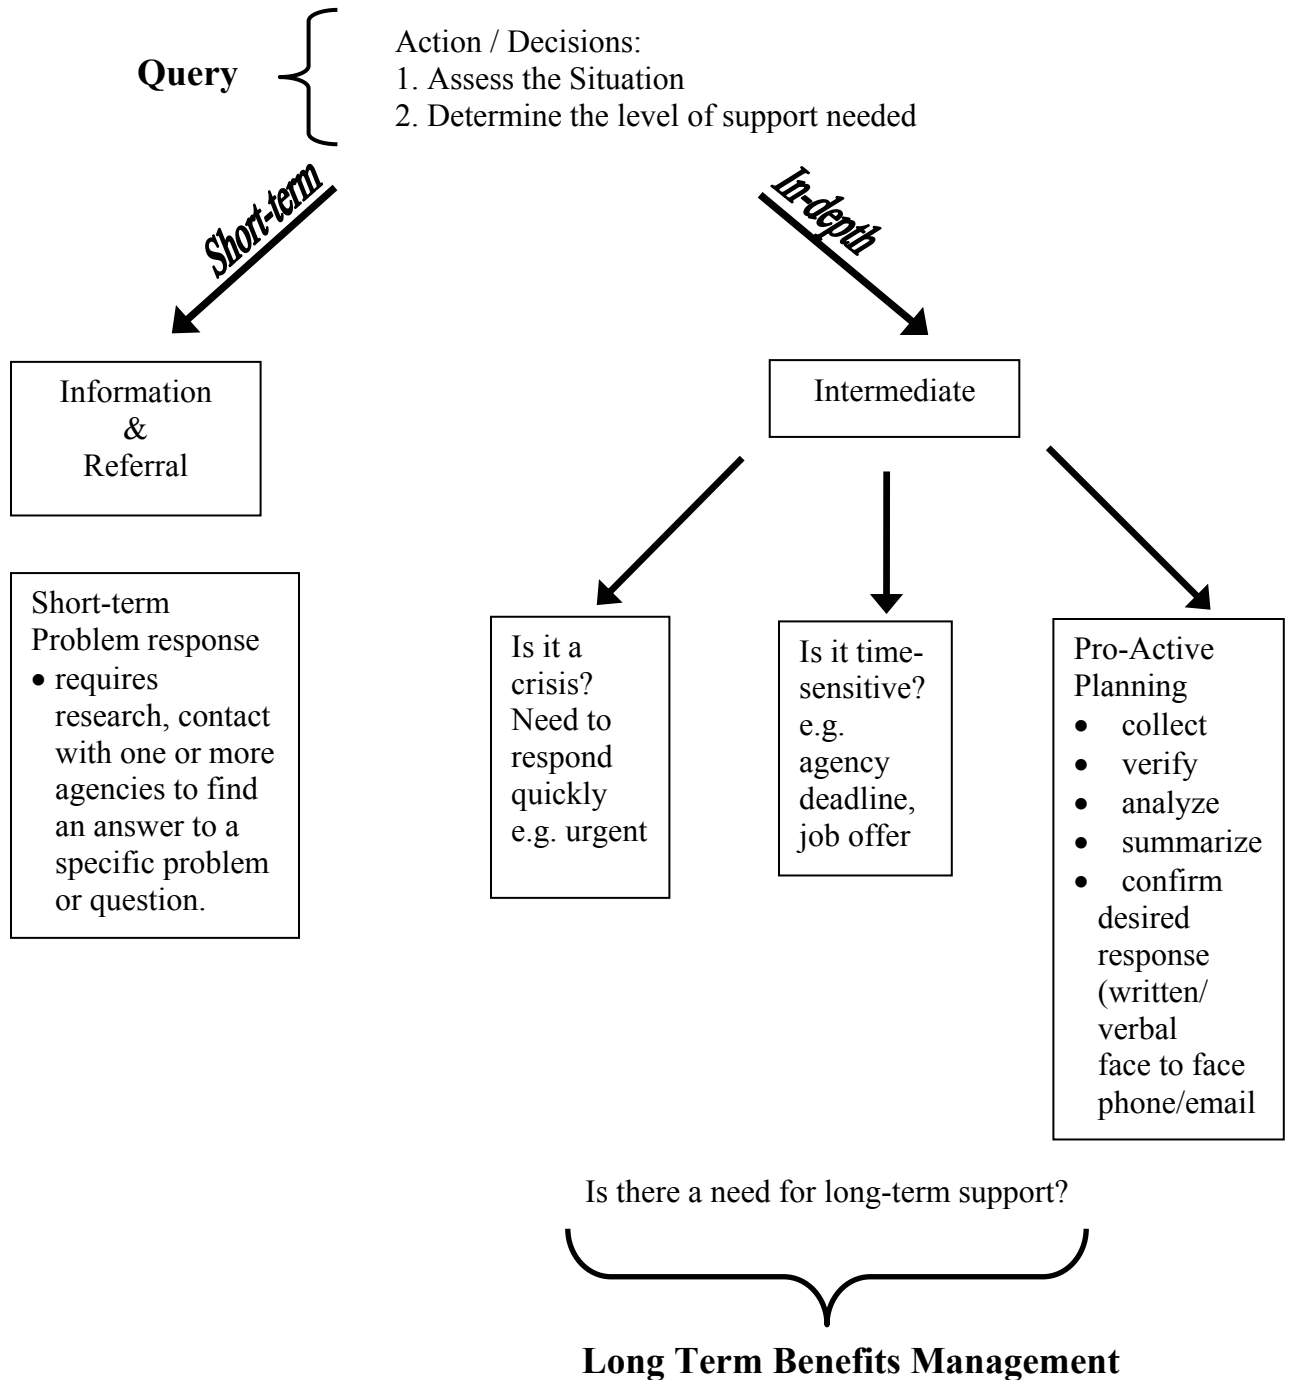 Query
Action / Decisions:
1. Assess the Situation
2. Determine the level of support needed
Short-term
In-depth
Information
&
Referral
Intermediate
Short-term
Problem response
• requires
research, contact
with one or more
agencies to find
an answer to a
specific problem
or question.
Is it a
crisis?
Need to
respond
quickly
e.g. urgent
Is it time-
sensitive?
e.g.
agency
deadline,
job offer
Pro-Active
Planning
• collect
• verify
• analyze
• summarize
• confirm
desired
response
(written/
verbal
face to face
phone/email
Is there a need for long-term support?
Long Term Benefits Management